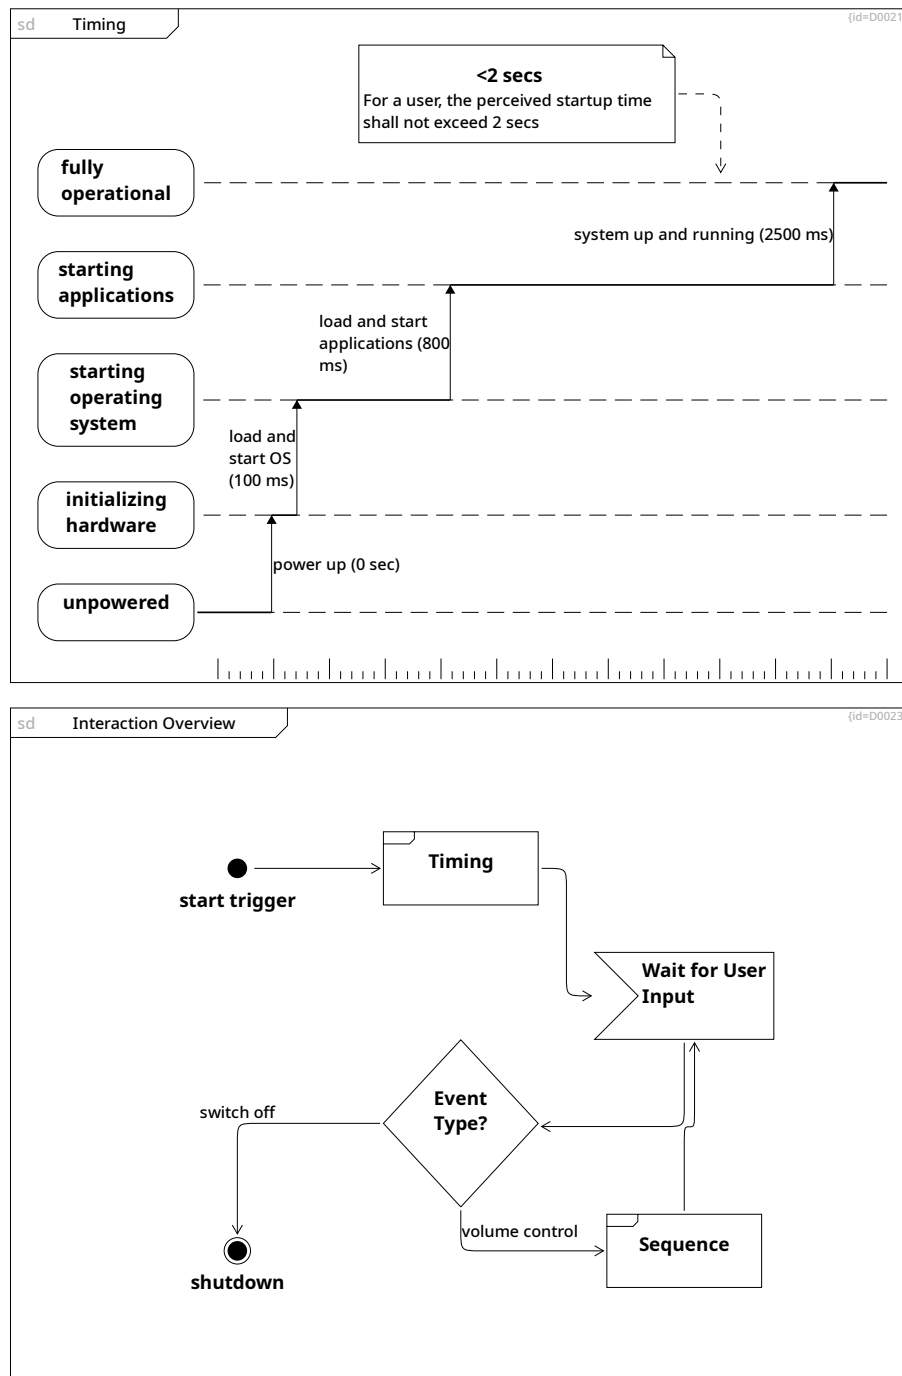 sd Timing
{id=D0021
<2 secs
For a user, the perceived startup time
shall not exceed 2 secs
fully
operational
system up and running (2500 ms)
starting
applications
load and start
applications (800
ms)
starting
operating
system
load and
start OS
(100 ms)
initializing
hardware
power up (0 sec)
unpowered
sd Interaction Overview
{id=D0023
Timing
start trigger
Wait for User
Input
Event
Type?
switch off
volume control
Sequence
shutdown